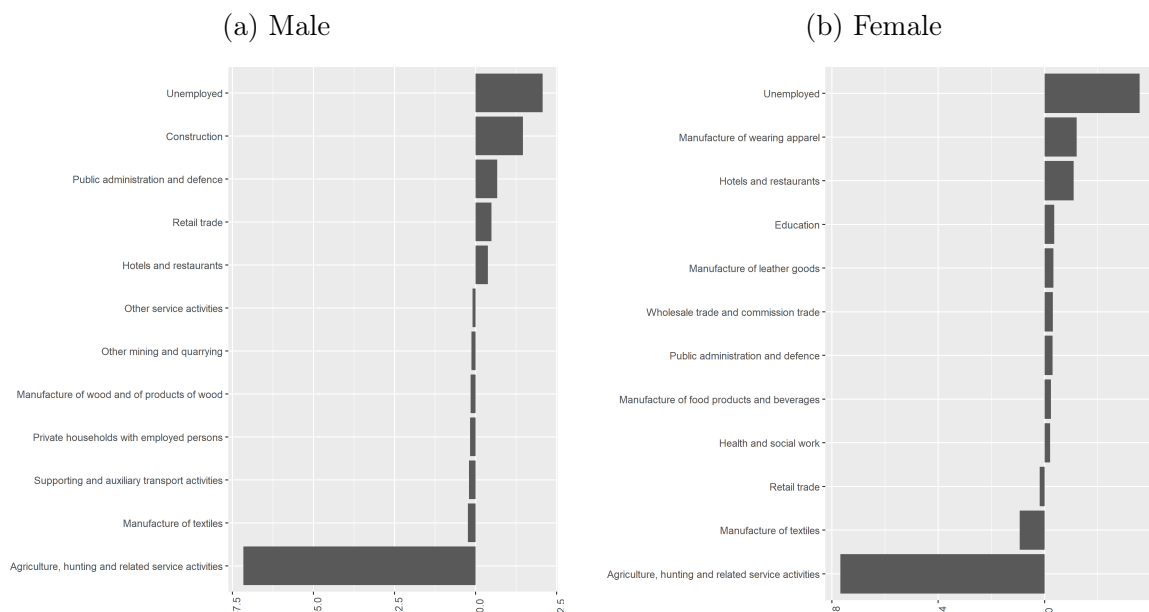 (a) Male
Unemployed
Construction
Public administration and defence
Retail trade
Hotels and restaurants
Other service activities
Other mining and quarrying
Manufacture of wood and of products of wood
Private households with employed persons
Supporting and auxiliary transport activities
Manufacture of textiles
Agriculture, hunting and related service activities
7.5
5.0
2.5
0.0
2.5
(b) Female
Unemployed
Manufacture of wearing apparel
Hotels and restaurants
Education
Manufacture of leather goods
Wholesale trade and commission trade
Public administration and defence
Manufacture of food products and beverages
Health and social work
Retail trade
Manufacture of textiles
Agriculture, hunting and related service activities
8
4
0